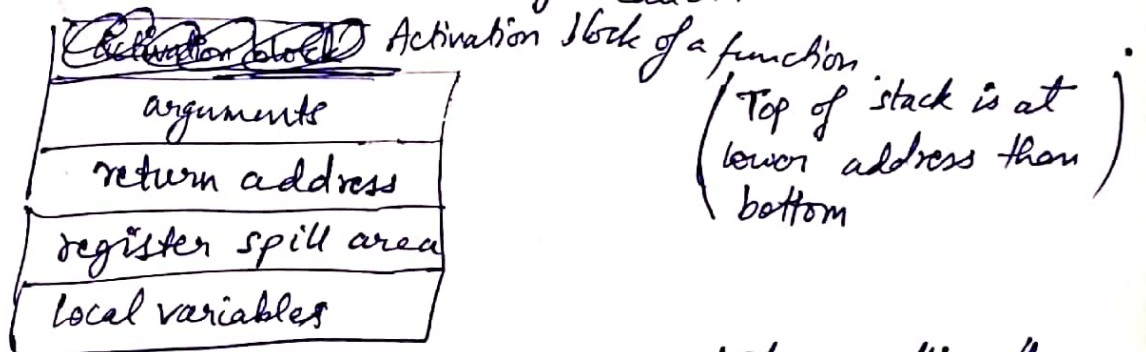 Activation block of a function.
arguments
return address
register spill area
local variables
(Top of stack is at
lower address than
bottom)